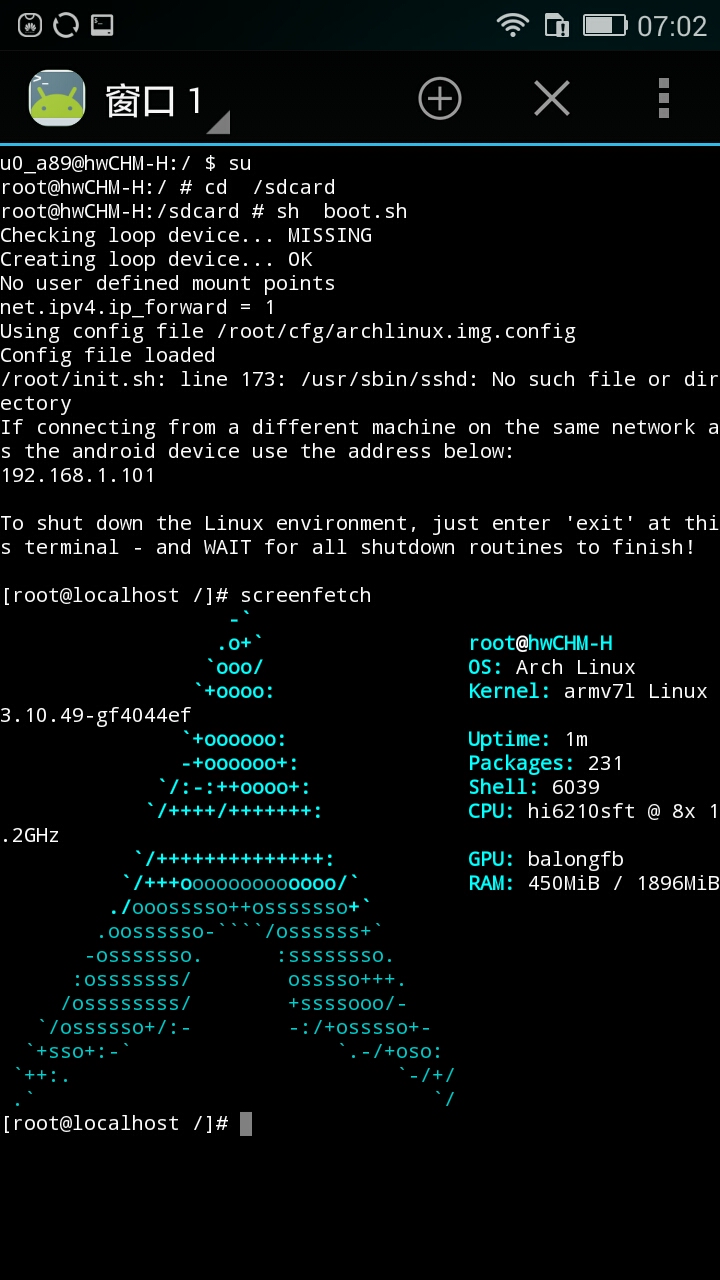 07:02
窗口 1
u0_a89@hwCHM-H:/ $ su
root@hwCHM-H:/ # cd  /sdcard
root@hwCHM-H:/sdcard # sh  boot.sh
Checking loop device... MISSING
Creating loop device... OK
No user defined mount points
net.ipv4.ip_forward = 1
Using config file /root/cfg/archlinux.img.config
Config file loaded
/root/init.sh: line 173: /usr/sbin/sshd: No such file or dir
ectory
If connecting from a different machine on the same network a
s the android device use the address below:
192.168.1.101

To shut down the Linux environment, just enter 'exit' at thi
s terminal - and WAIT for all shutdown routines to finish!

[root@localhost /]# screenfetch
                   -`
                  .o+`                 root@hwCHM-H
                 `ooo/                 OS: Arch Linux
                `+oooo:                Kernel: armv7l Linux
3.10.49-gf4044ef
               `+oooooo:               Uptime: 1m
               -+oooooo+:              Packages: 231
             `/:-:++oooo+:             Shell: 6039
            `/++++/+++++++:            CPU: hi6210sft @ 8x 1
.2GHz
           `/++++++++++++++:           GPU: balongfb
          `/+++ooooooooooooo/`         RAM: 450MiB / 1896MiB
         ./ooosssso++osssssso+`
        .oossssso-````/ossssss+`
       -osssssso.      :ssssssso.
      :osssssss/        osssso+++.
     /ossssssss/        +ssssooo/-
   `/ossssso+/:-        -:/+osssso+-
  `+sso+:-`                 `.-/+oso:
 `++:.                           `-/+/
 .`                                 `/
[root@localhost /]#